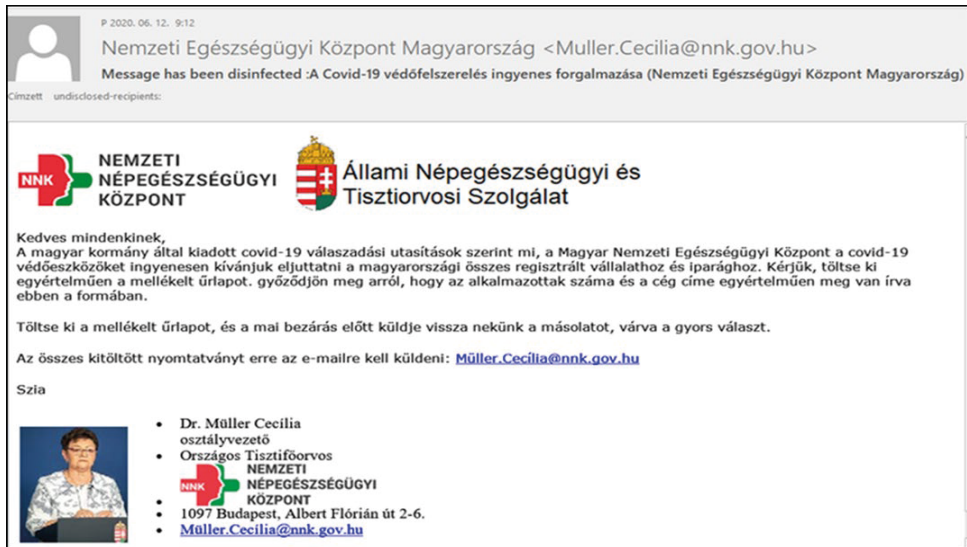 P 2020. 06. 12. 9:12
Nemzeti Egészségügyi Központ Magyarország <Muller.Cecilia@nnk.gov.hu>
Message has been disinfected :A Covid-19 védőfelszerelés ingyenes forgalmazása (Nemzeti Egészségügyi Központ Magyarország)
Címzett undisclosed-recipients:
NNK
NEMZETI
NÉPEGÉSZSÉGÜGYI
KÖZPONT
Állami Népegészségügyi és
Tisztiorvosi Szolgálat
Kedves mindenkinek,
A magyar kormány által kiadott covid-19 válaszadási utasítások szerint mi, a Magyar Nemzeti Egészségügyi Központ a covid-19
védőeszközöket ingyenesen kívánjuk eljuttatni a magyarországi összes regisztrált vállalathoz és iparághoz. Kérjük, töltse ki
egyértelműen a mellékelt űrlapot. győződjön meg arról, hogy az alkalmazottak száma és a cég címe egyértelműen meg van írva
ebben a formában.
Töltse ki a mellékelt űrlapot, és a mai bezárás előtt küldje vissza nekünk a másolatot, várva a gyors választ.
Az összes kitöltött nyomtatványt erre az e-mailre kell küldeni: Müller.Cecília@nnk.gov.hu
Szia
• Dr. Müller Cecília
osztályvezető
• Országos Tisztifőorvos
NNK
NEMZETI
NÉPEGÉSZSÉGÜGYI
• KÖZPONT
• 1097 Budapest, Albert Flórián út 2-6.
• Müller.Cecília@nnk.gov.hu